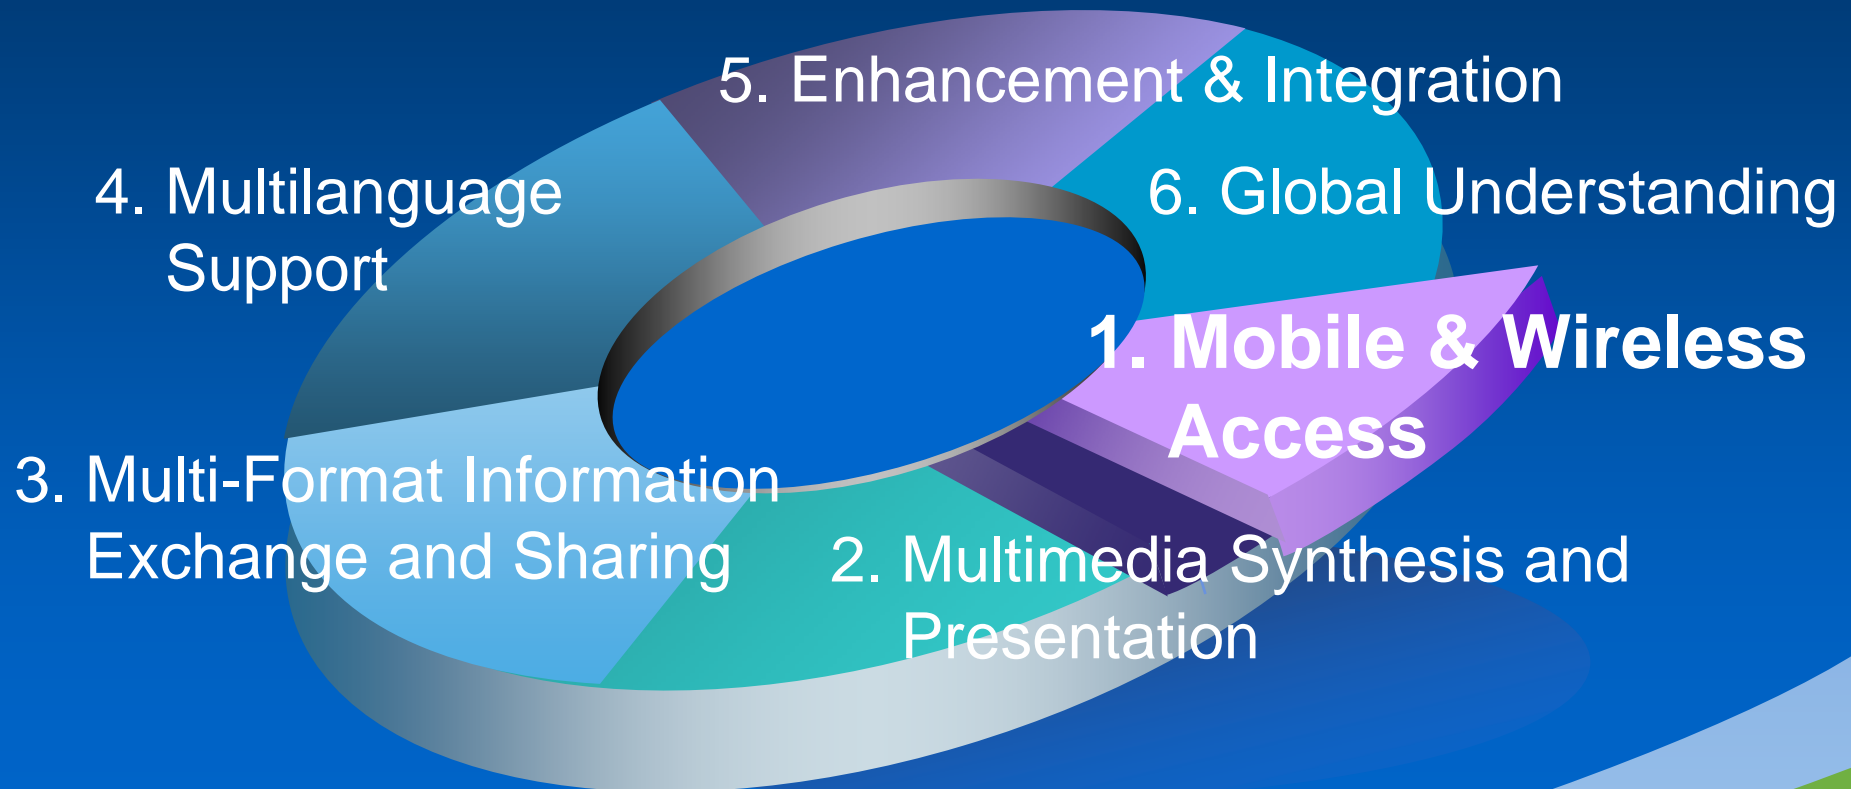 5. Enhancement & Integration
6. Global Understanding
4. Multilanguage
Support
1. Mobile & Wireless
Access
3. Multi-Format Information
Exchange and Sharing
2. Multimedia Synthesis and
Presentation